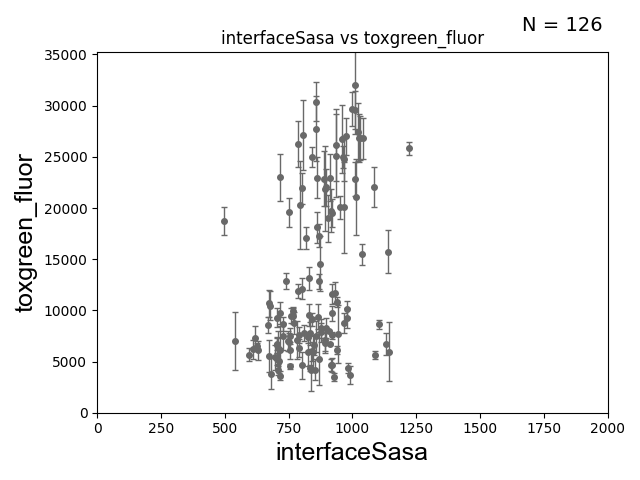 N = 126
interfaceSasa vs toxgreen_fluor
35000
30000
25000
20000
15000
10000
5000
0
toxgreen_fluor
0 250 500 750 1000 1250 1500 1750 2000
interfaceSasa